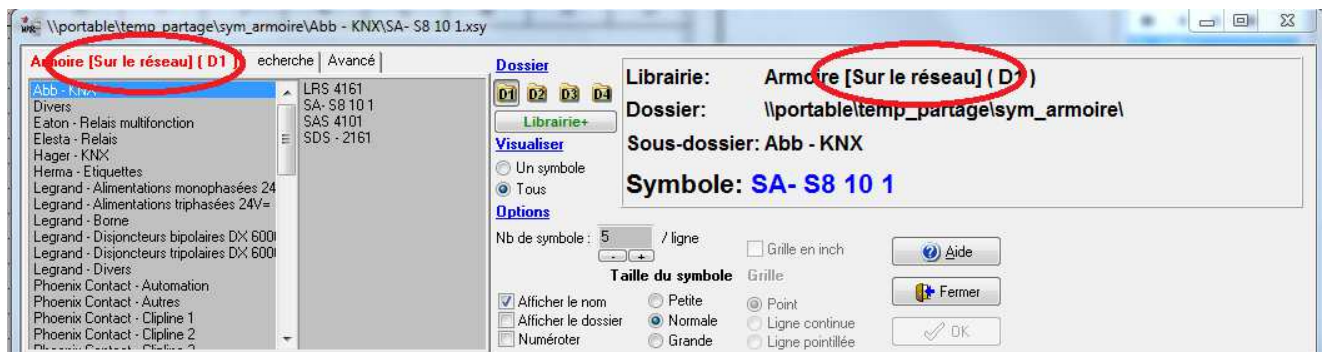 \\portable\temp_partage\sym_armoire\Abb - KNX\SA- S8 10 1.xsy
Armoire [Sur le réseau] ( D1 echerche Avancé
Abb - KNX
Divers
Eaton - Relais multifonction
Elesta - Relais
Hager - KNX
Herma - Etiquettes
Legrand - Alimentations monophasées 24
Legrand - Alimentations triphasées 24V=
Legrand - Borne
Legrand - Disjoncteurs bipolaires DX 600
Legrand - Disjoncteurs tripolaires DX 600
Legrand - Divers
Phoenix Contact - Automation
Phoenix Contact - Autres
Phoenix Contact - Clipline 1
Phoenix Contact - Clipline 2
LRS 4161
SA- S8 10 1
SAS 4101
SDS - 2161
Dossier
D1 D2 D3 D4
Librairie+
Visualiser
Un symbole
Tous
Options
Nb de symbole : 5 / ligne
- +
Taille du symbole
Afficher le nom
Afficher le dossier
Numéroter
Petite
Normale
Grande
Librairie: Armoire [Sur le réseau] ( D1 )
Dossier: \\portable\temp_partage\sym_armoire\
Sous-dossier: Abb - KNX
Symbole: SA- S8 10 1
Grille en inch
Grille
Point
Ligne continue
Ligne pointillée
Aide
Fermer
OK